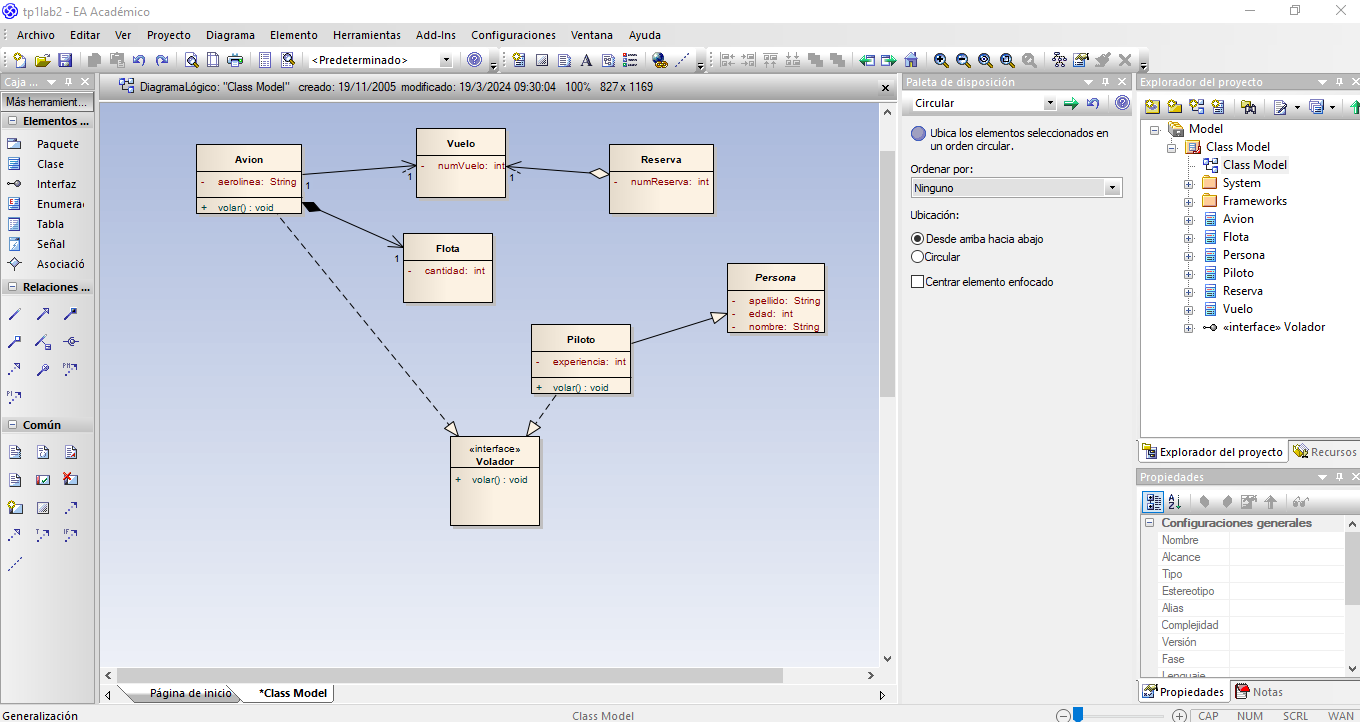 tp1lab2 - EA Académico
Archivo Editar Ver Proyecto Diagrama Elemento Herramientas Add-Ins Configuraciones Ventana Ayuda
<Predeterminado>
Caja ...
Más herramient...
Elementos ...
Paquete
Clase
Interfaz
Enumera
Tabla
Señal
Asociació
Relaciones ...
Común
DiagramaLógico: "Class Model" creado: 19/11/2005 modificado: 19/3/2024 09:30:04 100% 827 x 1169
Avion
- aerolinea: String
+ volar() : void
1
Vuelo
- numVuelo: int
1
1
Reserva
- numReserva: int
Flota
- cantidad: int
1
Persona
- apellido: String
- edad: int
- nombre: String
Piloto
- experiencia: int
+ volar() : void
«interface»
Volador
+ volar() : void
Página de inicio
*Class Model
Paleta de disposición
Circular
Ubica los elementos seleccionados en
un orden circular.
Ordenar por:
Ninguno
Ubicación:
Desde arriba hacia abajo
Circular
Centrar elemento enfocado
Explorador del proyecto
Model
Class Model
Class Model
System
Frameworks
Avion
Flota
Persona
Piloto
Reserva
Vuelo
«interface» Volador
Explorador del proyecto
Recursos
Propiedades
Configuraciones generales
Nombre
Alcance
Tipo
Estereotipo
Alias
Complejidad
Versión
Fase
Lenguaje
Propiedades
Notas
Generalización
Class Model
CAP NUM SCRL WAN